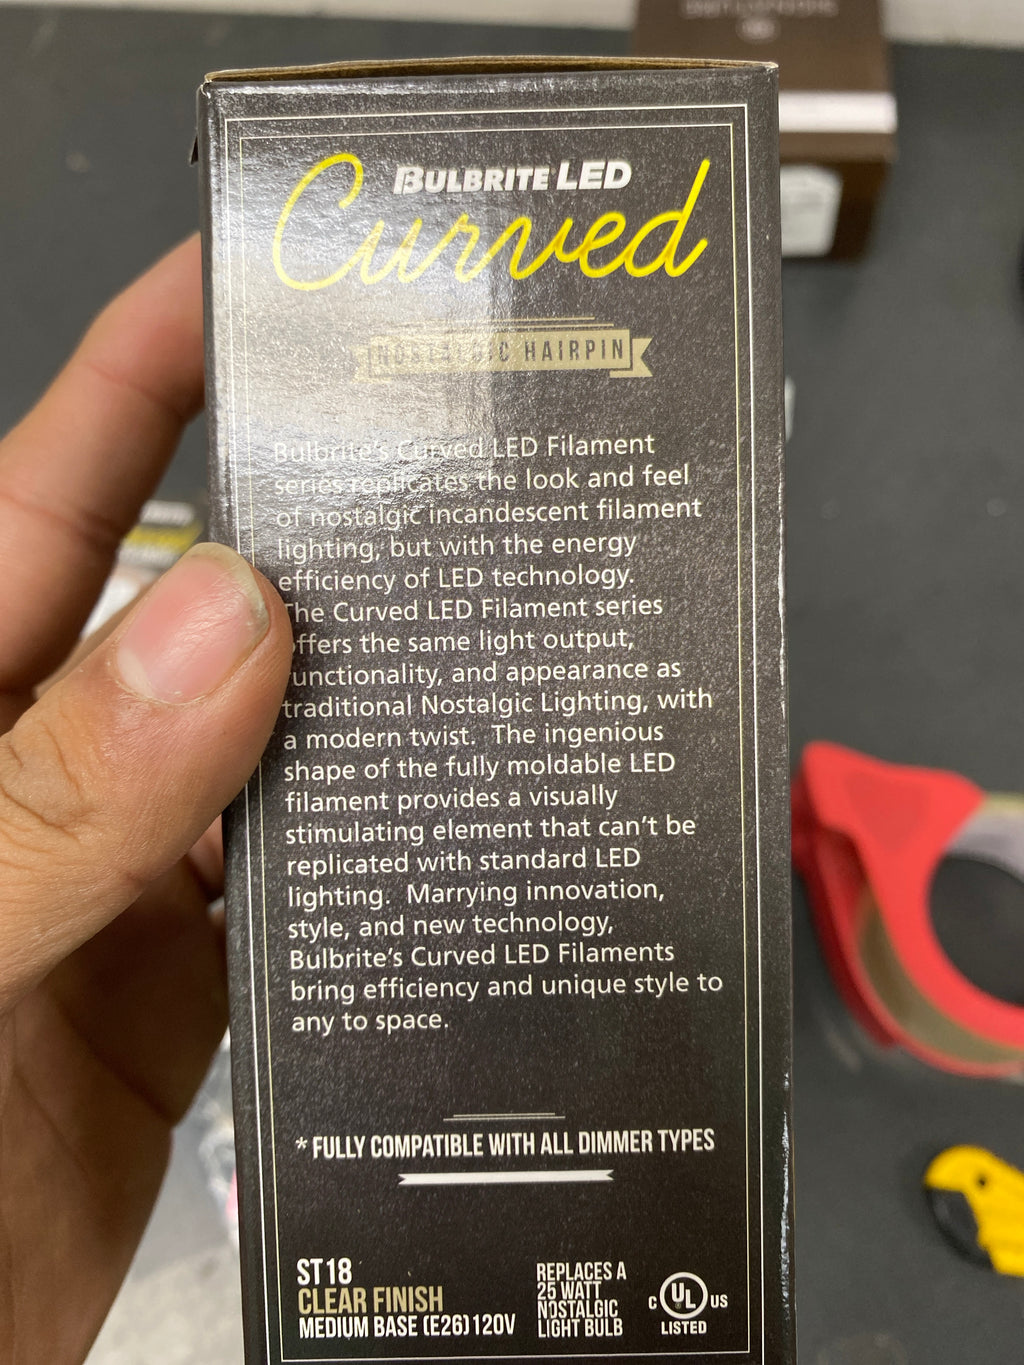 BULBRITE LED
Curved
NOSTALGIC HAIRPIN
Bulbrite's Curved LED Filament
series replicates the look and feel
of nostalgic incandescent filament
lighting, but with the energy
efficiency of LED technology.
The Curved LED Filament series
offers the same light output,
functionality, and appearance as
traditional Nostalgic Lighting, with
a modern twist. The ingenious
shape of the fully moldable LED
filament provides a visually
stimulating element that can't be
replicated with standard LED
lighting. Marrying innovation,
style, and new technology,
Bulbrite's Curved LED Filaments
bring efficiency and unique style to
any to space.
* FULLY COMPATIBLE WITH ALL DIMMER TYPES
ST18
CLEAR FINISH
MEDIUM BASE (E26) 120V
REPLACES A
25 WATT
NOSTALGIC
LIGHT BULB
C UL US
LISTED